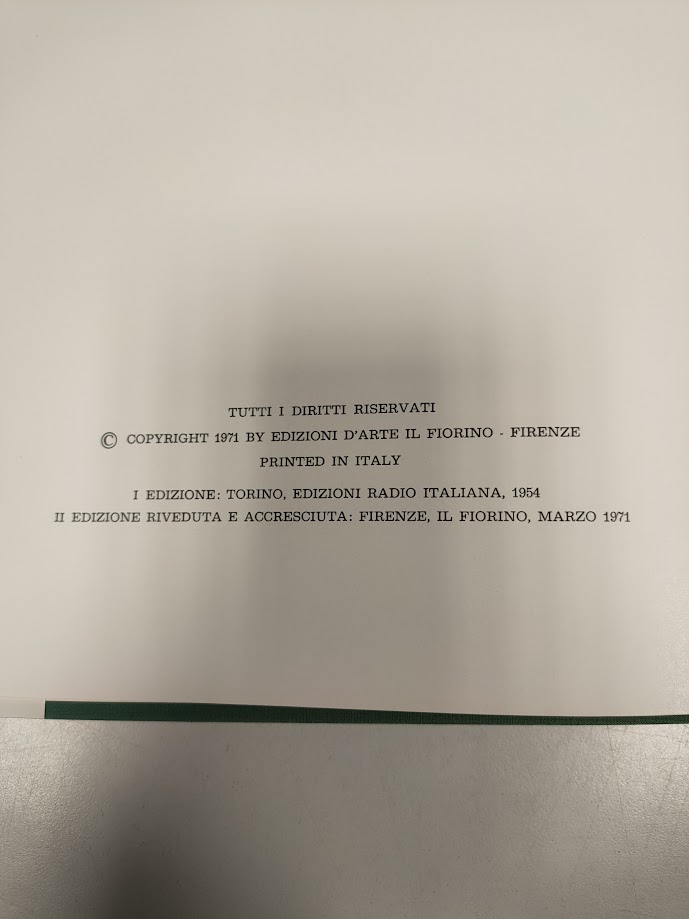 TUTTI I DIRITTI RISERVATI
© COPYRIGHT 1971 BY EDIZIONI D'ARTE IL FIORINO - FIRENZE
PRINTED IN ITALY
I EDIZIONE: TORINO, EDIZIONI RADIO ITALIANA, 1954
II EDIZIONE RIVEDUTA E ACCRESCIUTA: FIRENZE, IL FIORINO, MARZO 1971